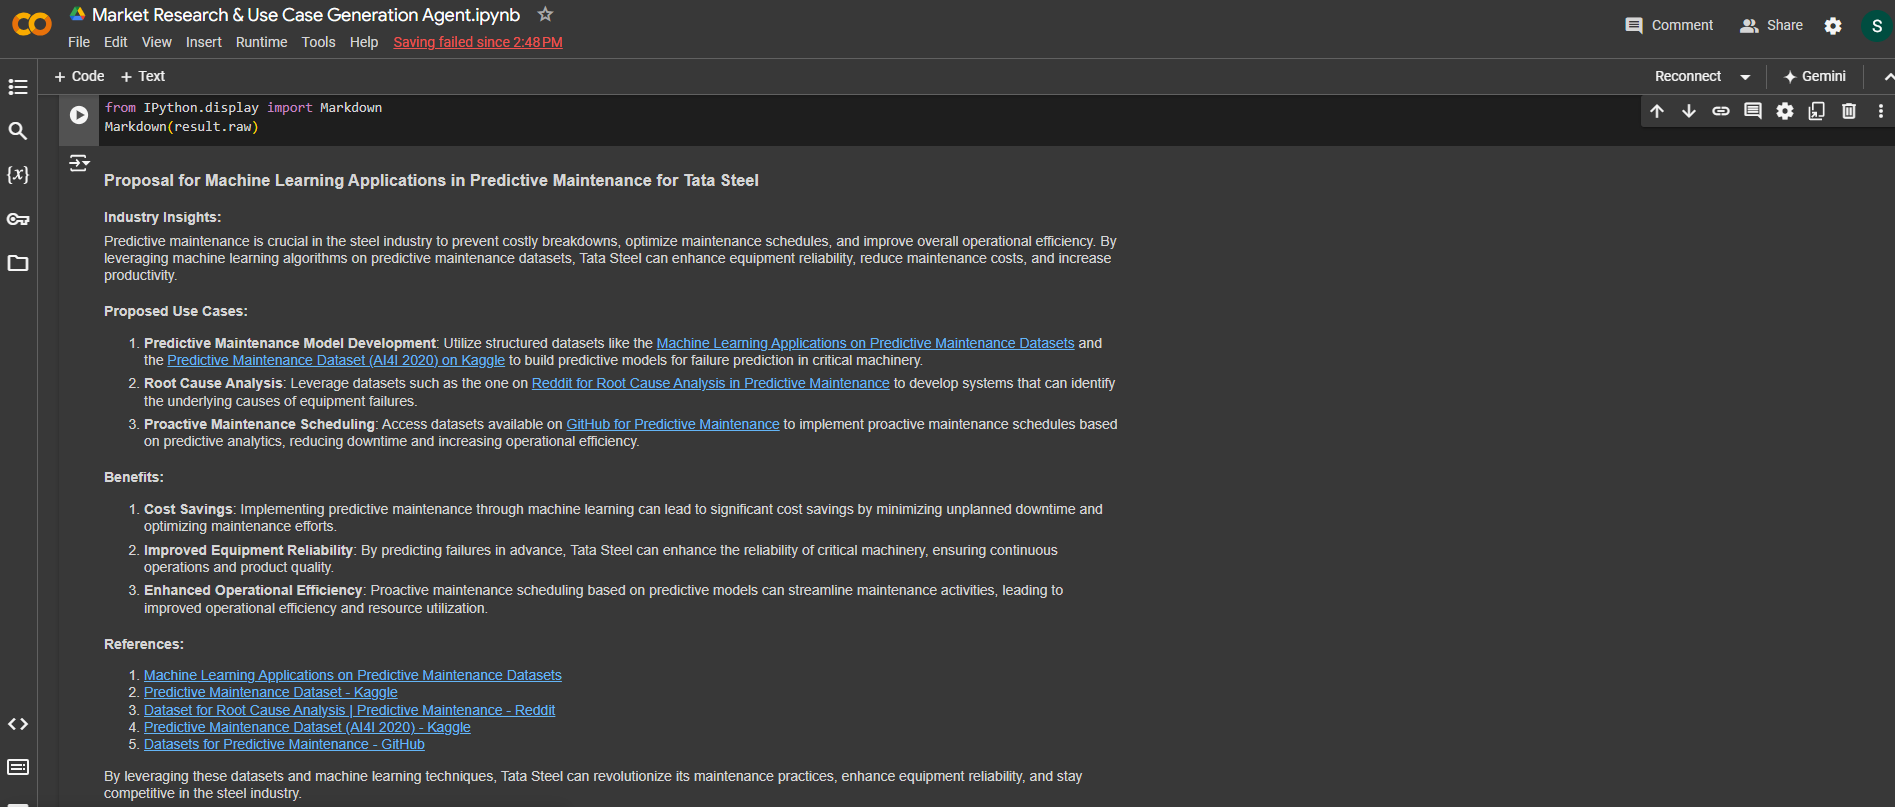 Market Research & Use Case Generation Agent.ipynb
File Edit View Insert Runtime Tools Help Saving failed since 2:48 PM
Comment Share S
+ Code + Text
Reconnect Gemini
from IPython.display import Markdown
Markdown(result.raw)
{x}
Proposal for Machine Learning Applications in Predictive Maintenance for Tata Steel
Industry Insights:
Predictive maintenance is crucial in the steel industry to prevent costly breakdowns, optimize maintenance schedules, and improve overall operational efficiency. By
leveraging machine learning algorithms on predictive maintenance datasets, Tata Steel can enhance equipment reliability, reduce maintenance costs, and increase
productivity.
Proposed Use Cases:
1. Predictive Maintenance Model Development: Utilize structured datasets like the Machine Learning Applications on Predictive Maintenance Datasets and
the Predictive Maintenance Dataset (AI4I 2020) on Kaggle to build predictive models for failure prediction in critical machinery.
2. Root Cause Analysis: Leverage datasets such as the one on Reddit for Root Cause Analysis in Predictive Maintenance to develop systems that can identify
the underlying causes of equipment failures.
3. Proactive Maintenance Scheduling: Access datasets available on GitHub for Predictive Maintenance to implement proactive maintenance schedules based
on predictive analytics, reducing downtime and increasing operational efficiency.
Benefits:
1. Cost Savings: Implementing predictive maintenance through machine learning can lead to significant cost savings by minimizing unplanned downtime and
optimizing maintenance efforts.
2. Improved Equipment Reliability: By predicting failures in advance, Tata Steel can enhance the reliability of critical machinery, ensuring continuous
operations and product quality.
3. Enhanced Operational Efficiency: Proactive maintenance scheduling based on predictive models can streamline maintenance activities, leading to
improved operational efficiency and resource utilization.
References:
1. Machine Learning Applications on Predictive Maintenance Datasets
2. Predictive Maintenance Dataset - Kaggle
3. Dataset for Root Cause Analysis | Predictive Maintenance - Reddit
4. Predictive Maintenance Dataset (AI4I 2020) - Kaggle
5. Datasets for Predictive Maintenance - GitHub
By leveraging these datasets and machine learning techniques, Tata Steel can revolutionize its maintenance practices, enhance equipment reliability, and stay
competitive in the steel industry.